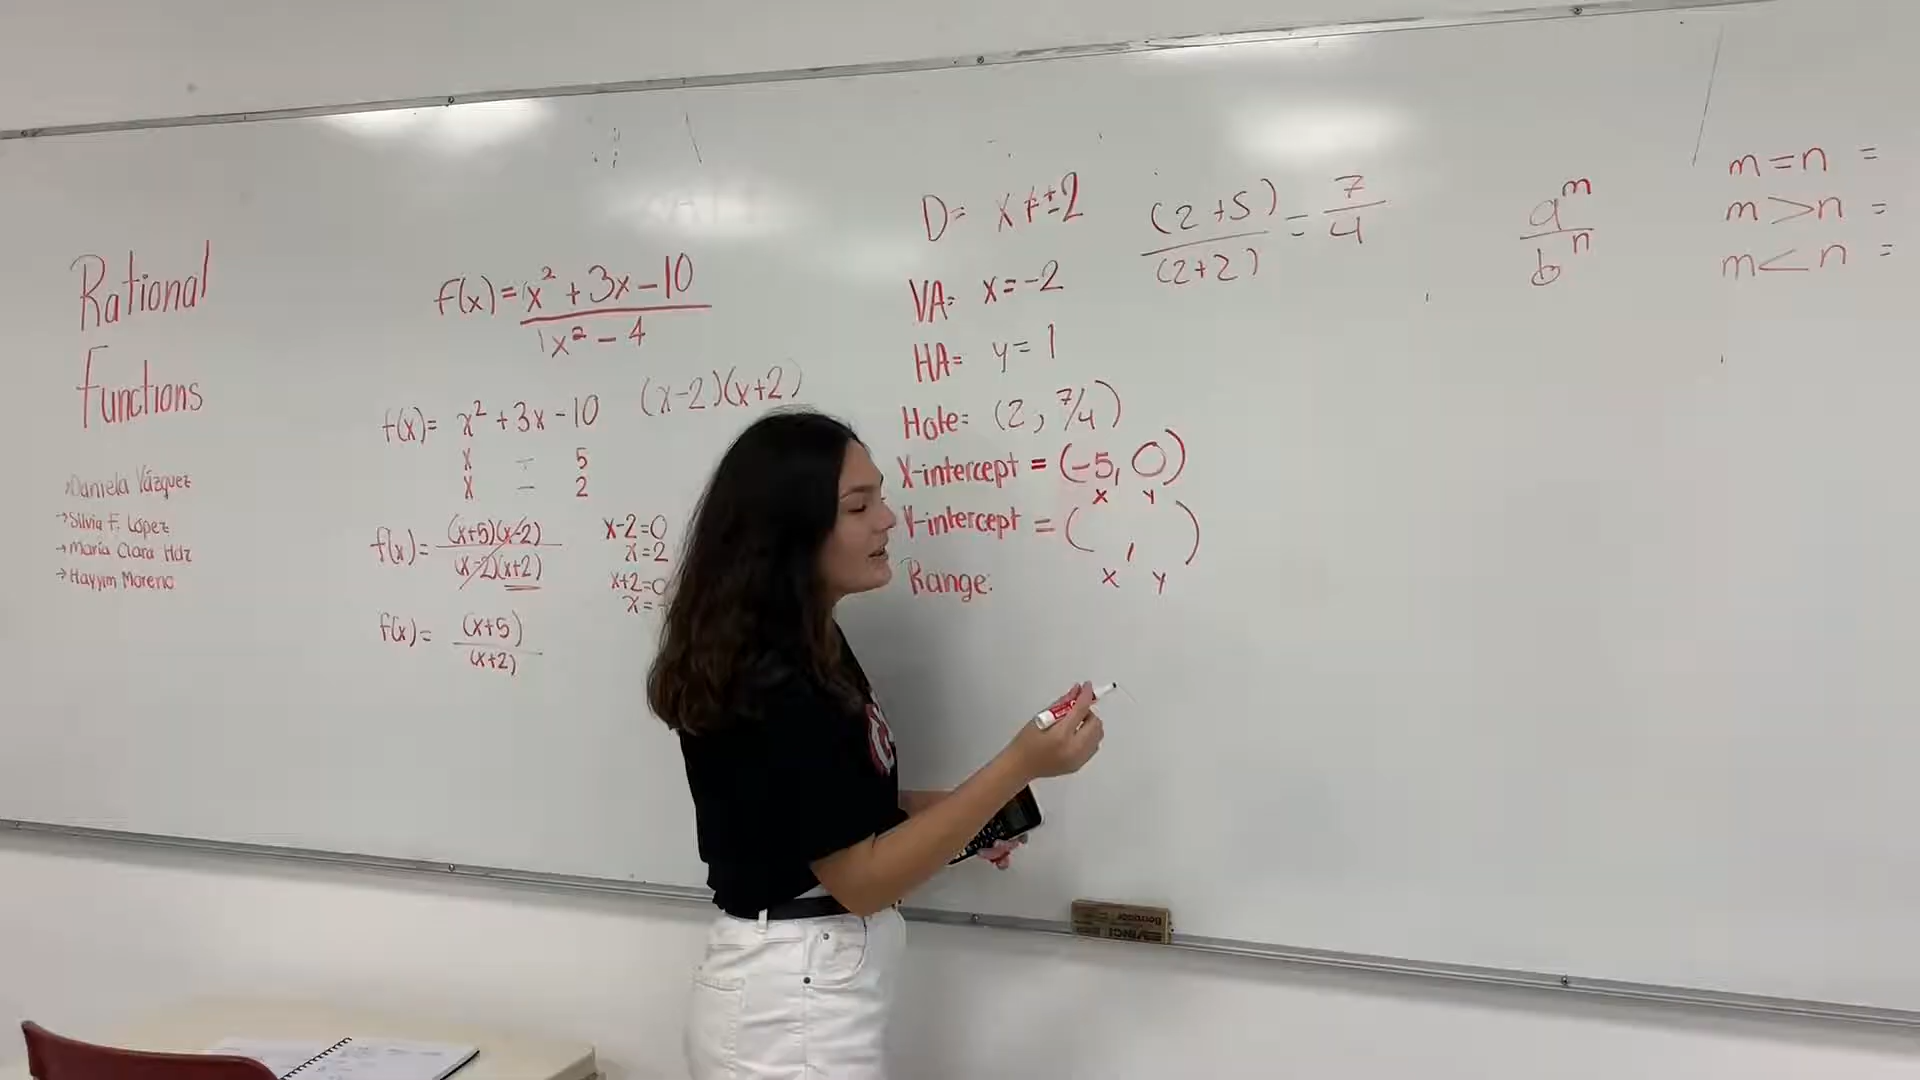 Rational
Functions
→Daniela Vázquez
→Silvia F. López
→María Clara Hdz
→Hayyim Moreno
f(x)= x² + 3x – 10
1x² – 4
f(x)= x² + 3x – 10
(x-2)(x+2)
x + 5
x – 2
f(x)= (x+5)(x-2)
(x-2)(x+2)
x-2=0
x=2
x+2=0
x=
f(x)= (x+5)
(x+2)
D= x ≠ ±2
VA= x=-2
HA= y= 1
Hole= (2, 7/4)
X-intercept = (-5, 0)
x y
Y-intercept = ( , )
x y
Range:
(2+5) = 7
(2+2) 4
a^m
b^n
m=n =
m>n =
m<n =